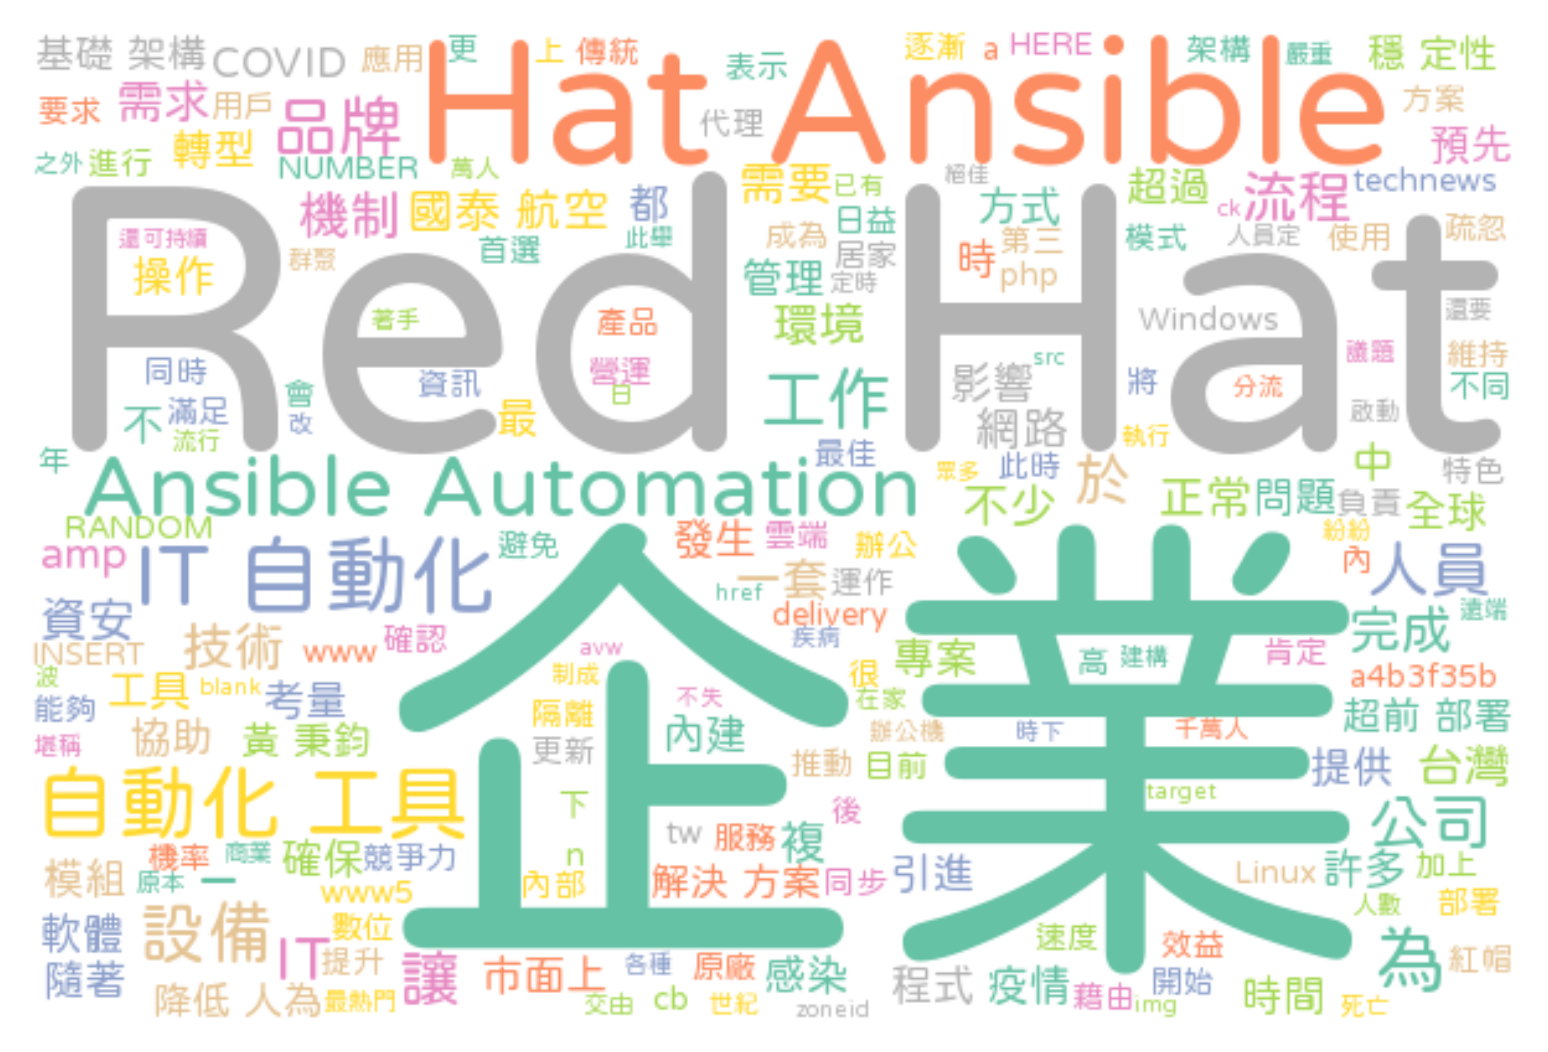 基礎 架構 COVID 應用 更 上 傳統 表示 逐漸 a HERE 架構 嚴重 穩 定性
Hat Ansible
要求 需求 用戶 品牌 代理 方案
之外 進行 轉型 NUMBER 萬人 預先
機制 國泰 航空 都 需要 已有 絕佳 方式 超過 流程 technews
Red Hat
還可持續 群聚 首選 此舉 成為 日益 居家 時 第三 模式 ck 人員定 使用 疏忽
操作 管理 定時 php
著手 產品 環境 Windows 還要
同時 資訊 營運 日 工作 影響 src 將 分流 議題 維持 不同
不 滿足 會 改 最 網路 啟動
流行 執行
年 最佳 眾多 此時 於 中 特色
Ansible Automation 不少 正常 問題 負責 全球
RANDOM 紛紛
amp IT 自動化 避免 發生 雲端 辦公 內 人員
企業
一套 運作 href
資安 delivery 疾病 完成 遠端
INSERT 技術 www 確認 avw 很 專案 高 建構 肯定
波 工具 blank 考量 制成 不失 在家 a4b3f35b
能夠 隔離 辦公機 時下 千萬人 超前 部署
堪稱 協助 黃 秉鈞 更新 內建 推動 目前 提供 台灣
自動化 工具 下 後 target 公司
tw 服務 複
機率 商業 確保 競爭力 n 同步 引進 Linux 許多 加上
模組 原本 一 www5 內部 解決 方案 人數 部署
軟體 設備 數位 速度 效益 為
隨著 IT 提升 讓 市面上 各種 原廠 感染 程式 疫情 開始 紅帽
降低 人為 最熱門 交由 cb 世紀 zoneid 藉由 img 時間 死亡